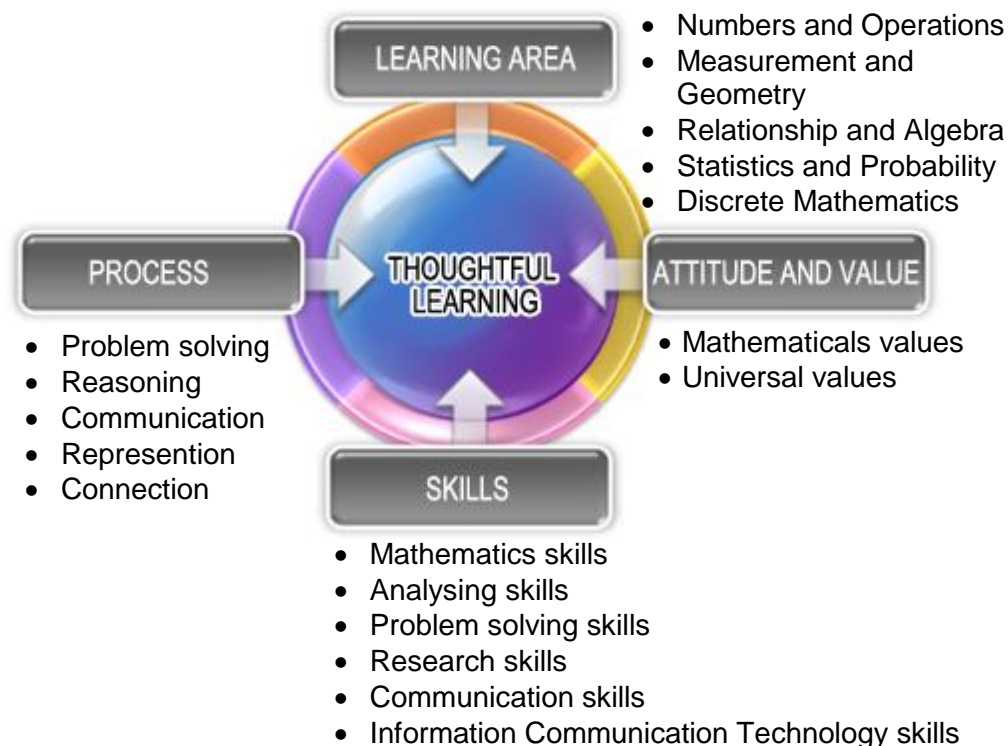 LEARNING AREA
• Numbers and Operations
• Measurement and
Geometry
• Relationship and Algebra
• Statistics and Probability
• Discrete Mathematics
PROCESS
• Problem solving
• Reasoning
• Communication
• Represention
• Connection
THOUGHTFUL
LEARNING
ATTITUDE AND VALUE
• Mathematicals values
• Universal values
SKILLS
• Mathematics skills
• Analysing skills
• Problem solving skills
• Research skills
• Communication skills
• Information Communication Technology skills